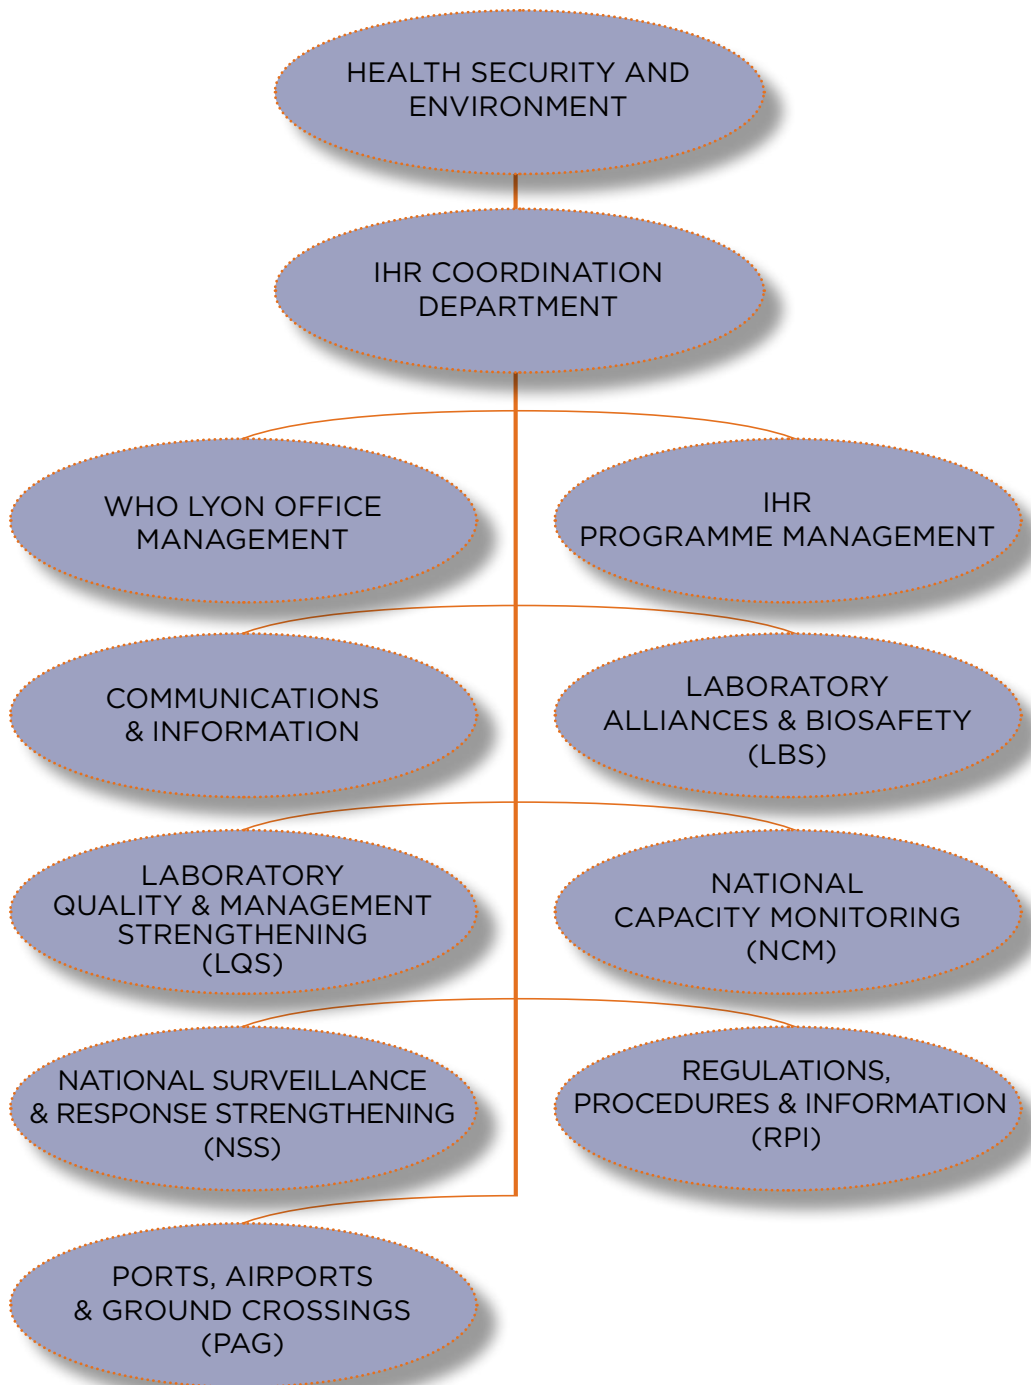 HEALTH SECURITY AND
ENVIRONMENT
IHR COORDINATION
DEPARTMENT
WHO LYON OFFICE
MANAGEMENT
IHR
PROGRAMME MANAGEMENT
COMMUNICATIONS
& INFORMATION
LABORATORY
ALLIANCES & BIOSAFETY
(LBS)
LABORATORY
QUALITY & MANAGEMENT
STRENGTHENING
(LQS)
NATIONAL
CAPACITY MONITORING
(NCM)
NATIONAL SURVEILLANCE
& RESPONSE STRENGTHENING
(NSS)
REGULATIONS,
PROCEDURES & INFORMATION
(RPI)
PORTS, AIRPORTS
& GROUND CROSSINGS
(PAG)